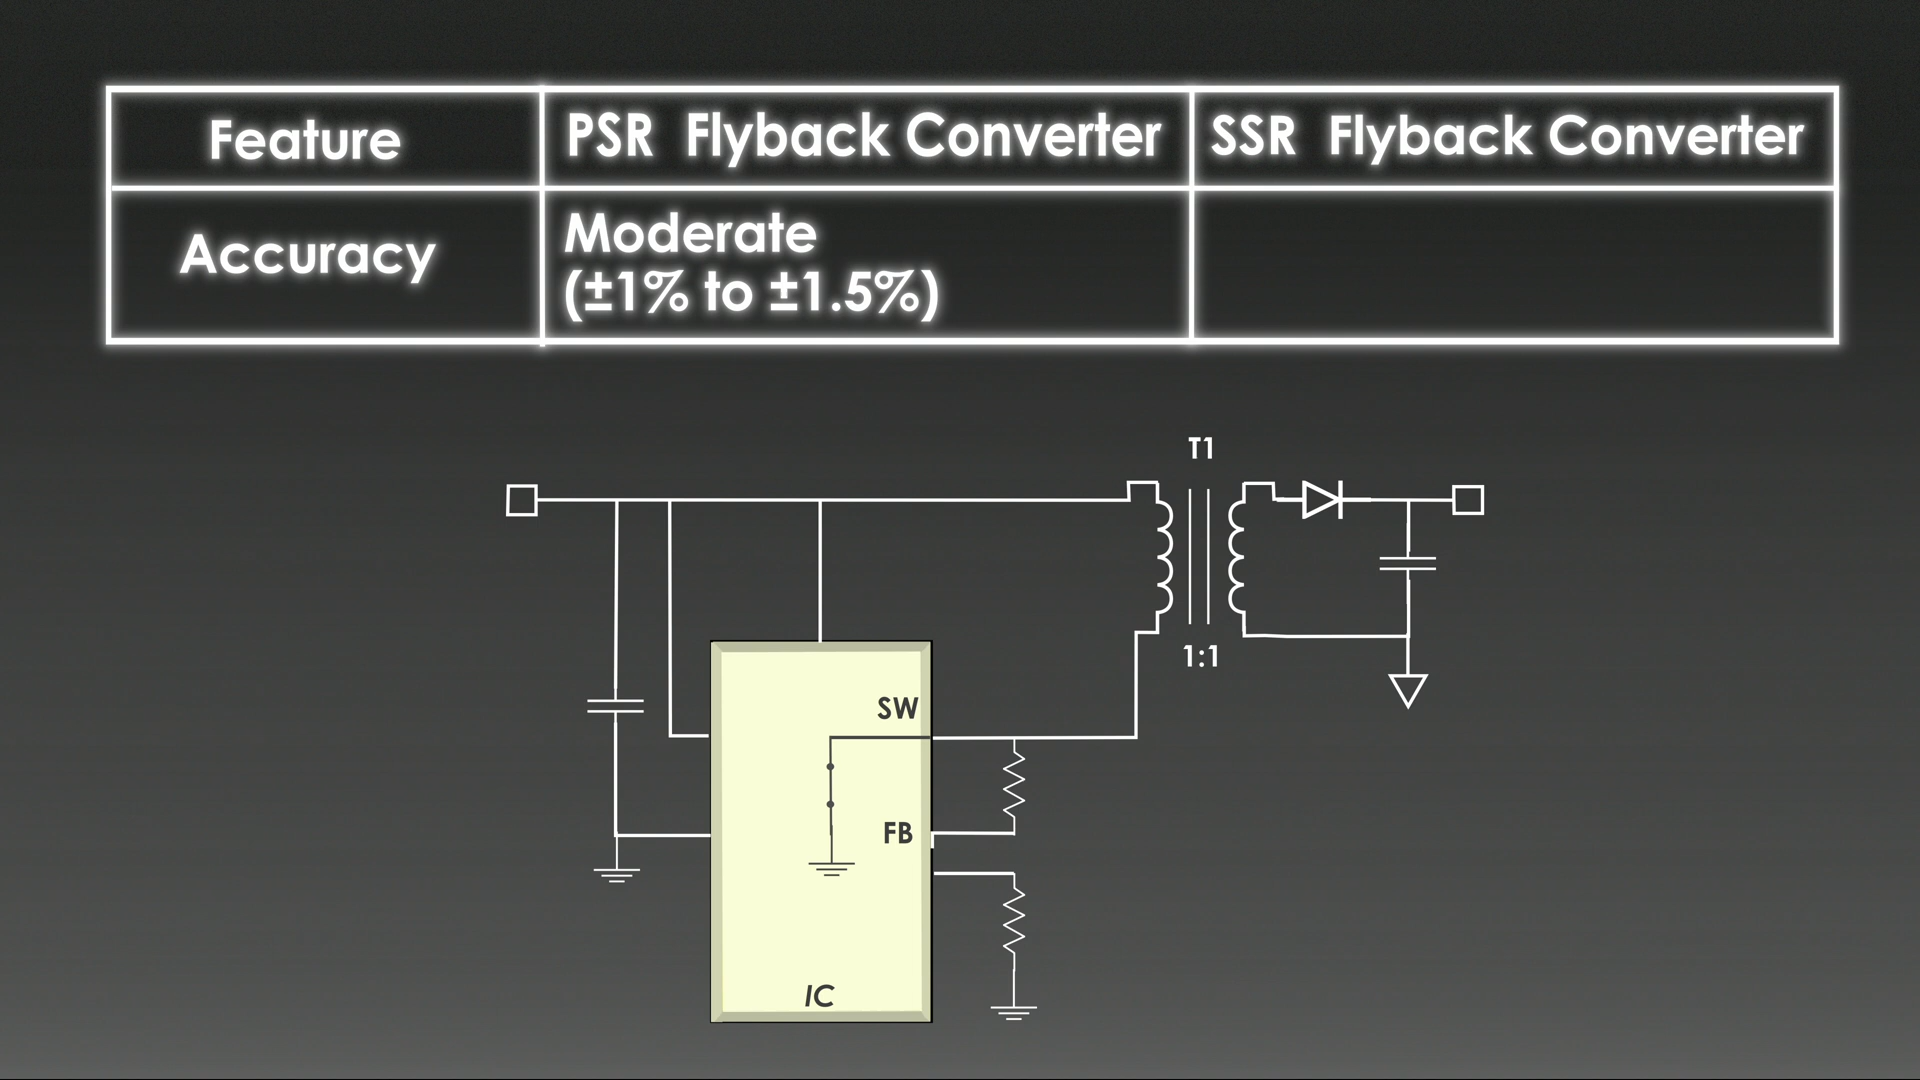 Feature
PSR Flyback Converter
SSR Flyback Converter
Accuracy
Moderate
(±1% to ±1.5%)
T1
1:1
SW
FB
IC